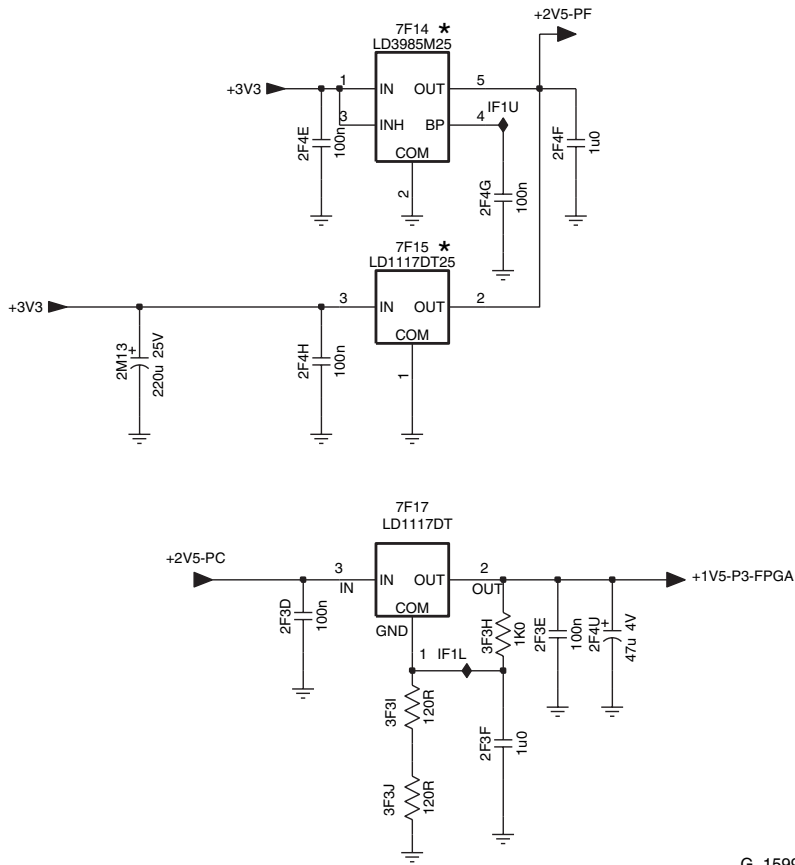 +2V5-PF
7F14 *
LD3985M25
+3V3
1
IN
OUT
5
3
INH
BP
4
IF1U
COM
2
2F4E
100n
2F4G
100n
2F4F
1u0
7F15 *
LD1117DT25
+3V3
3
IN
OUT
2
COM
1
2M13
+
220u 25V
2F4H
100n
7F17
LD1117DT
+2V5-PC
3
IN
IN
OUT
2
OUT
+1V5-P3-FPGA
COM
GND
2F3D
100n
1
IF1L
3F3H
1K0
2F3E
100n
2F4U
+
47u 4V
3F3I
120R
2F3F
1u0
3F3J
120R